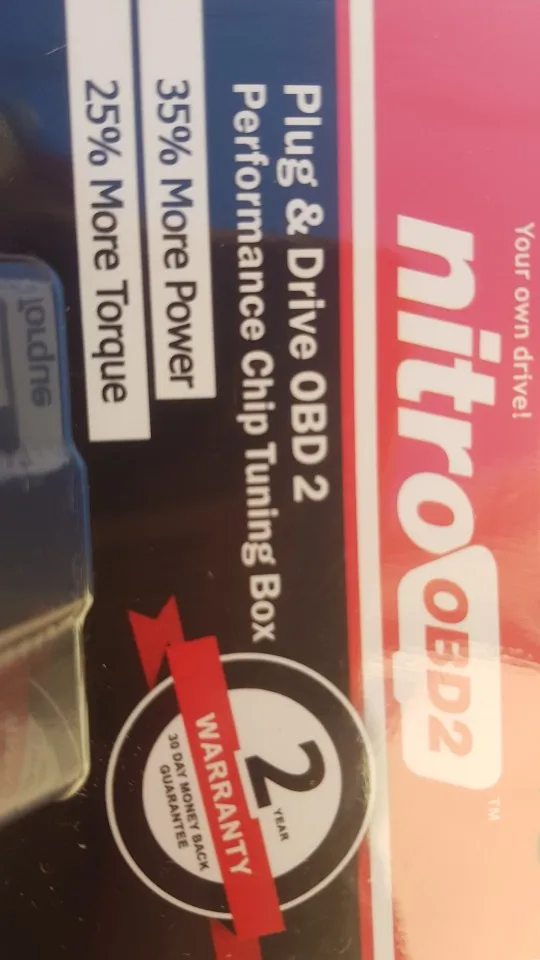 Your own drive!
nitro OBD2 ™
Plug & Drive OBD 2
Performance Chip Tuning Box
35% More Power
25% More Torque
2 YEAR
WARRANTY
30 DAY MONEY BACK
GUARANTEE